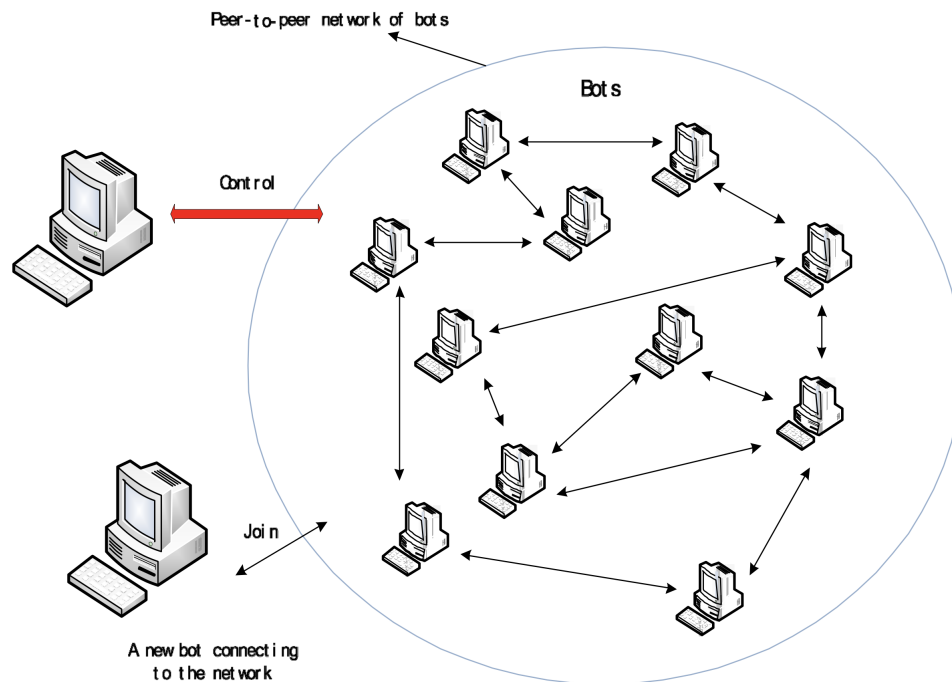 Peer-to-peer network of bots
Bots
Control
Join
A new bot connecting
to the network